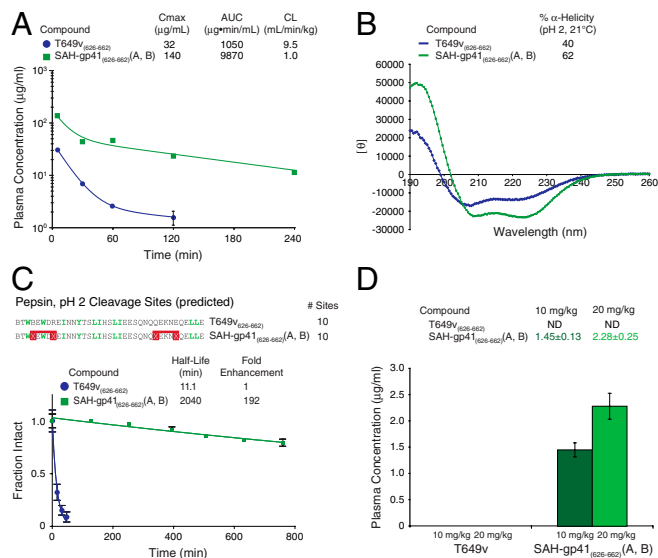 A
Cmax AUC CL
Compound (µg/mL) (µg•min/mL) (mL/min/kg)
T649v(626-662) 32 1050 9.5
SAH-gp41(626-662)(A, B) 140 9870 1.0
Plasma Concentration (µg/ml)
10³
10²
10¹
10⁰
0 60 120 180 240
Time (min)
B
% α-Helicity
Compound (pH 2, 21°C)
T649v(626-662) 40
SAH-gp41(626-662)(A, B) 62
[θ]
60000
50000
40000
30000
20000
10000
0
-10000
-20000
-30000
190 200 210 220 230 240 250 260
Wavelength (nm)
C
Pepsin, pH 2 Cleavage Sites (predicted)
# Sites
BTWBEWDREINNYTSLIHSLIEESQNQQEKNEQELLE T649v(626-662) 10
BTWXEWDXEINNYTSLIHSLIEESQNQXEKNXQELLE SAH-gp41(626-662)(A, B) 10
Half-Life Fold
Compound (min) Enhancement
T649v(626-662) 11.1 1
SAH-gp41(626-662)(A, B) 2040 192
Fraction Intact
1.0
0.5
0
0 200 400 600 800
Time (min)
D
Compound 10 mg/kg 20 mg/kg
T649v(626-662) ND ND
SAH-gp41(626-662)(A, B) 1.45±0.13 2.28±0.25
Plasma Concentration (µg/ml)
3.0
2.5
2.0
1.5
1.0
0.5
0.0
10 mg/kg 20 mg/kg 10 mg/kg 20 mg/kg
T649v SAH-gp41(626-662)(A, B)